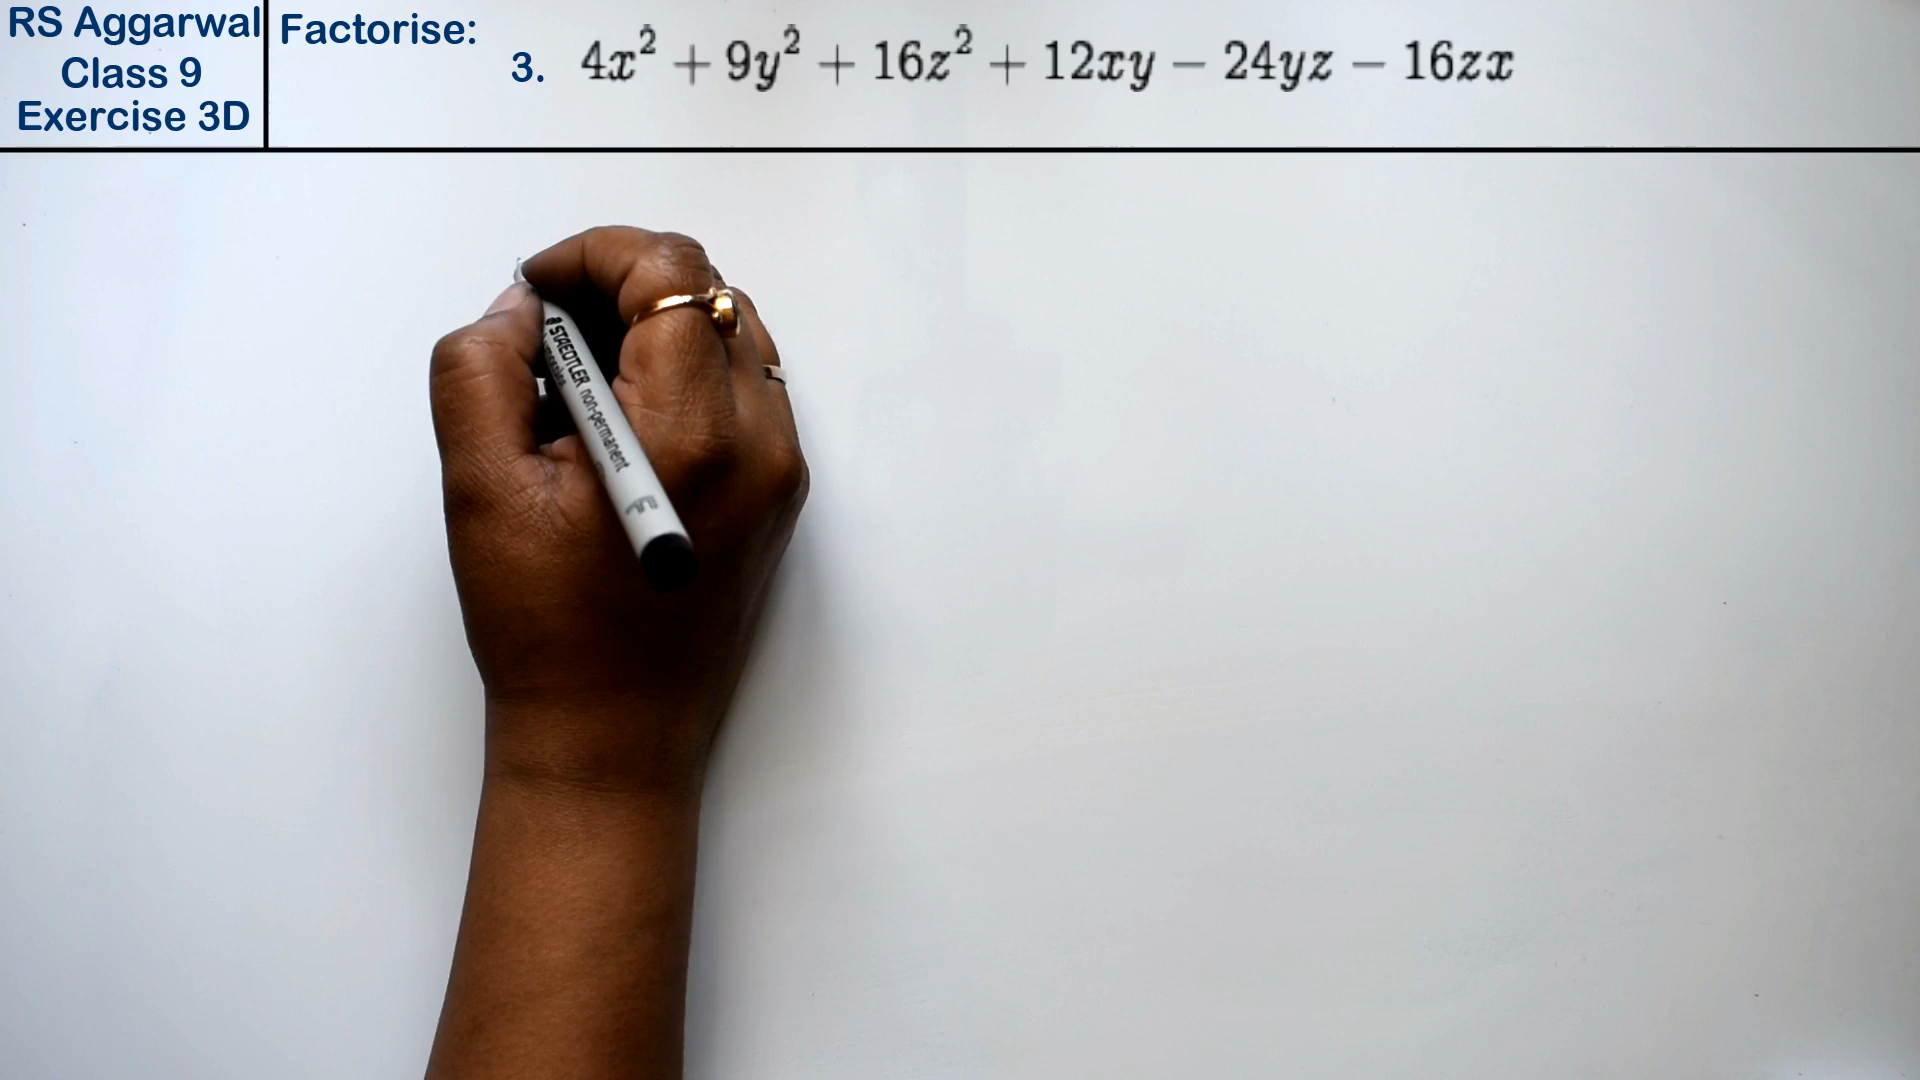 RS Aggarwal
Class 9
Exercise 3D
Factorise:
3. 4x² + 9y² + 16z² + 12xy − 24yz − 16zx
STAEDTLER non-permanent
F